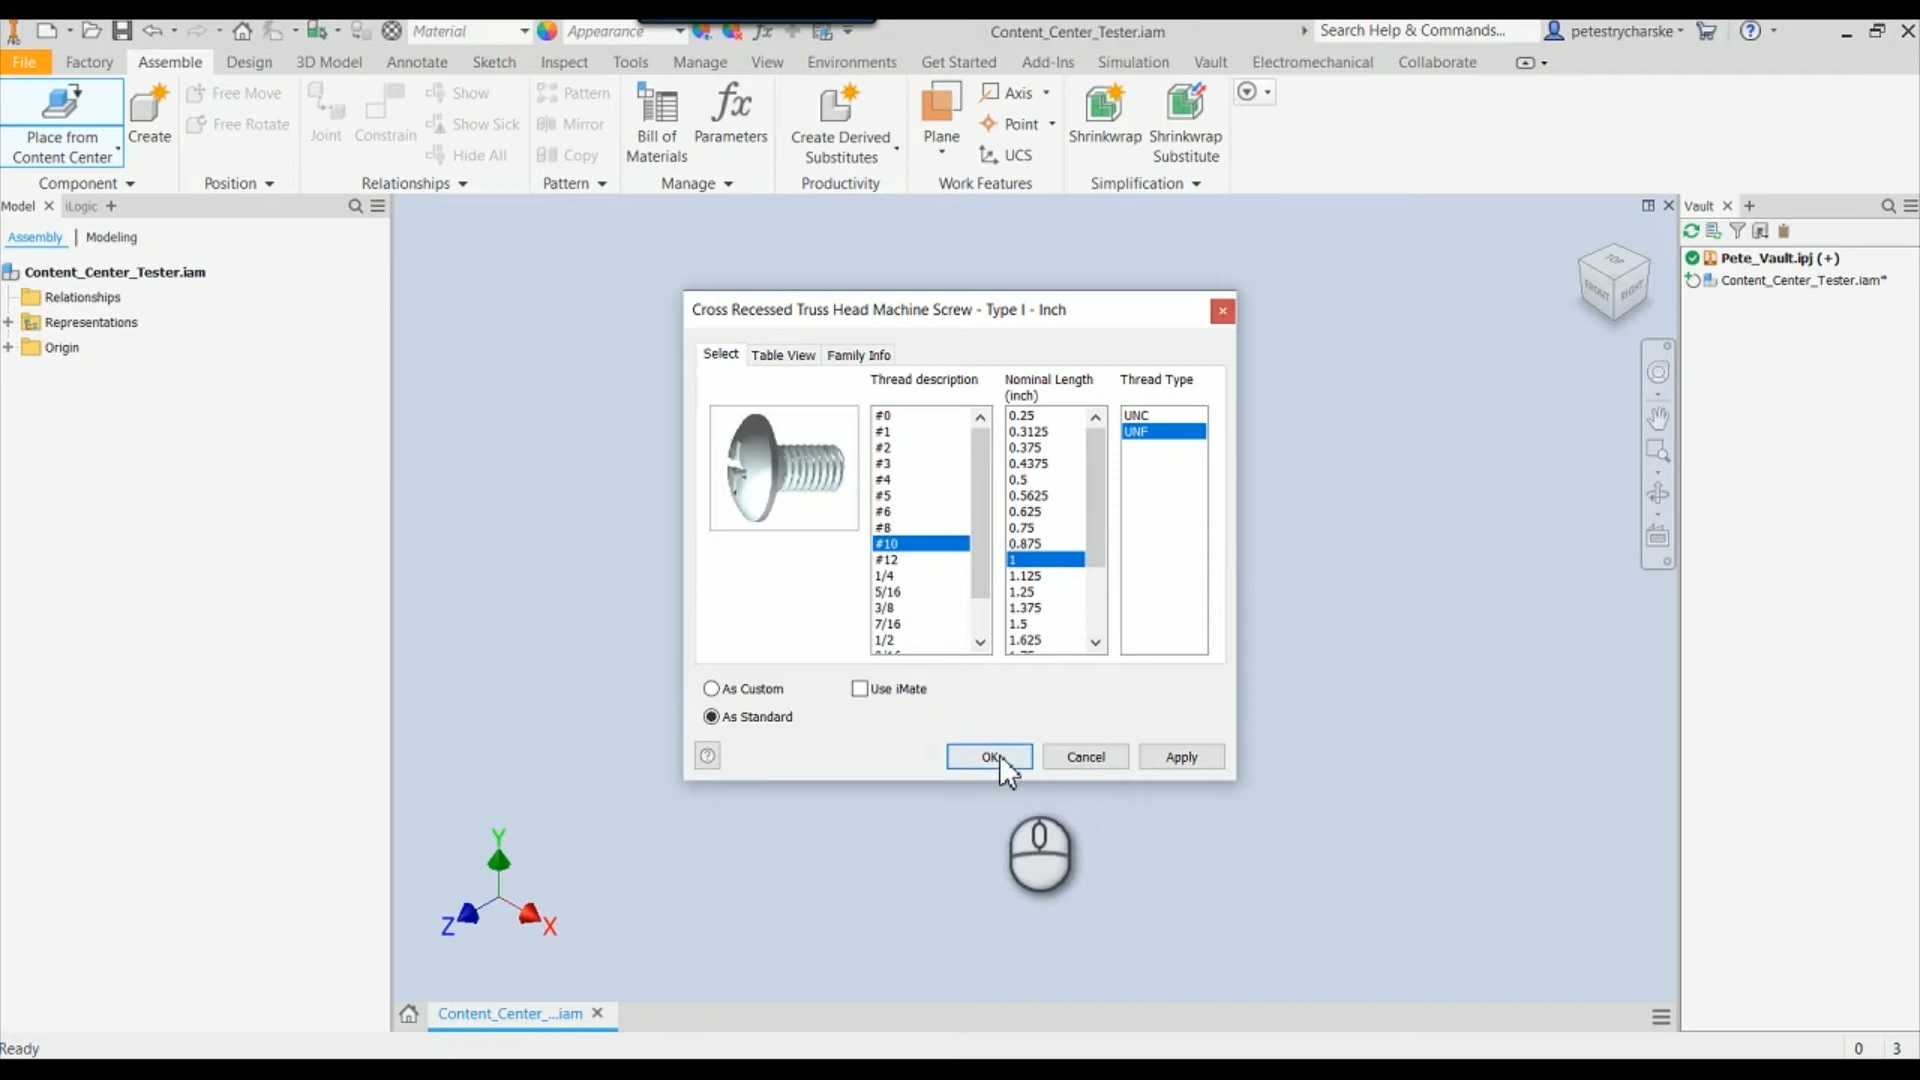 Material
Appearance
fx
Content_Center_Tester.iam
Search Help & Commands...
petestrycharske
PRO
File
Factory
Assemble
Design
3D Model
Annotate
Sketch
Inspect
Tools
Manage
View
Environments
Get Started
Add-Ins
Simulation
Vault
Electromechanical
Collaborate
Place from
Content Center
Create
Free Move
Free Rotate
Joint
Constrain
Show
Show Sick
Hide All
Pattern
Mirror
Copy
Bill of
Materials
fx
Parameters
Create Derived
Substitutes
Plane
Axis
Point
UCS
Shrinkwrap
Shrinkwrap
Substitute
Component
Position
Relationships
Pattern
Manage
Productivity
Work Features
Simplification
Model
iLogic
Assembly
Modeling
Content_Center_Tester.iam
Relationships
Representations
Origin
Vault
Pete_Vault.ipj (+)
Content_Center_Tester.iam*
TOP
FRONT
RIGHT
Cross Recessed Truss Head Machine Screw - Type I - Inch
Select
Table View
Family Info
Thread description
#0
#1
#2
#3
#4
#5
#6
#8
#10
#12
1/4
5/16
3/8
7/16
1/2
Nominal Length
(inch)
0.25
0.3125
0.375
0.4375
0.5
0.5625
0.625
0.75
0.875
1
1.125
1.25
1.375
1.5
1.625
Thread Type
UNC
UNF
As Custom
Use iMate
As Standard
OK
Cancel
Apply
Y
Z
X
Content_Center_...iam
Ready
0
3